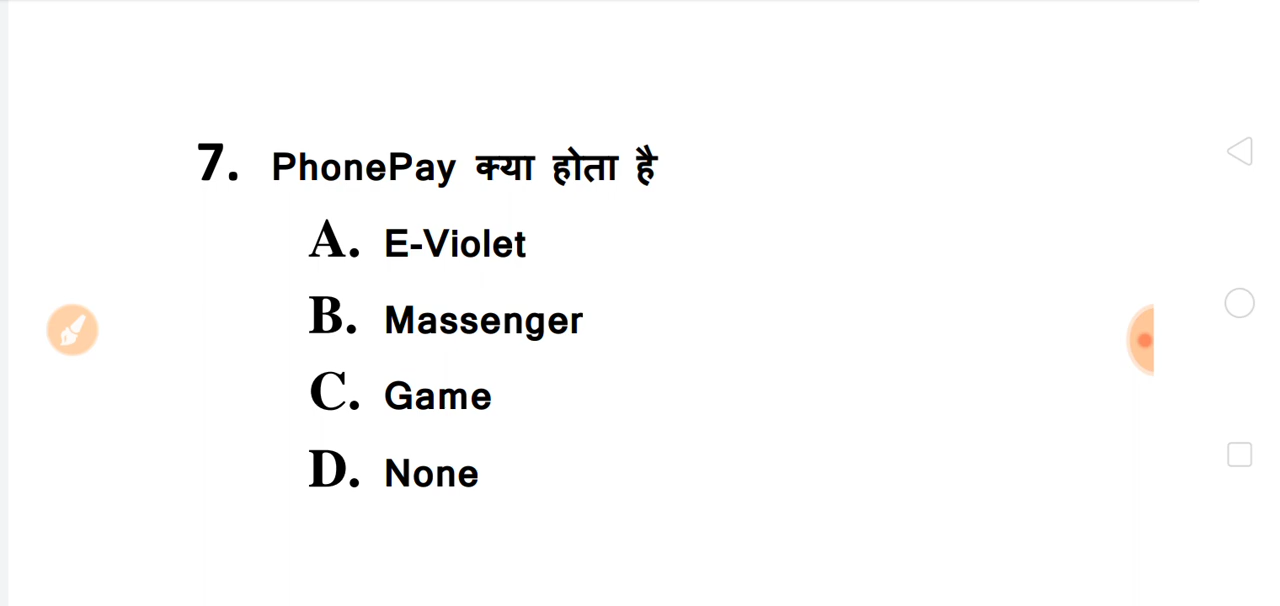 7. PhonePay क्या होता है
A. E-Violet
B. Massenger
C. Game
D. None